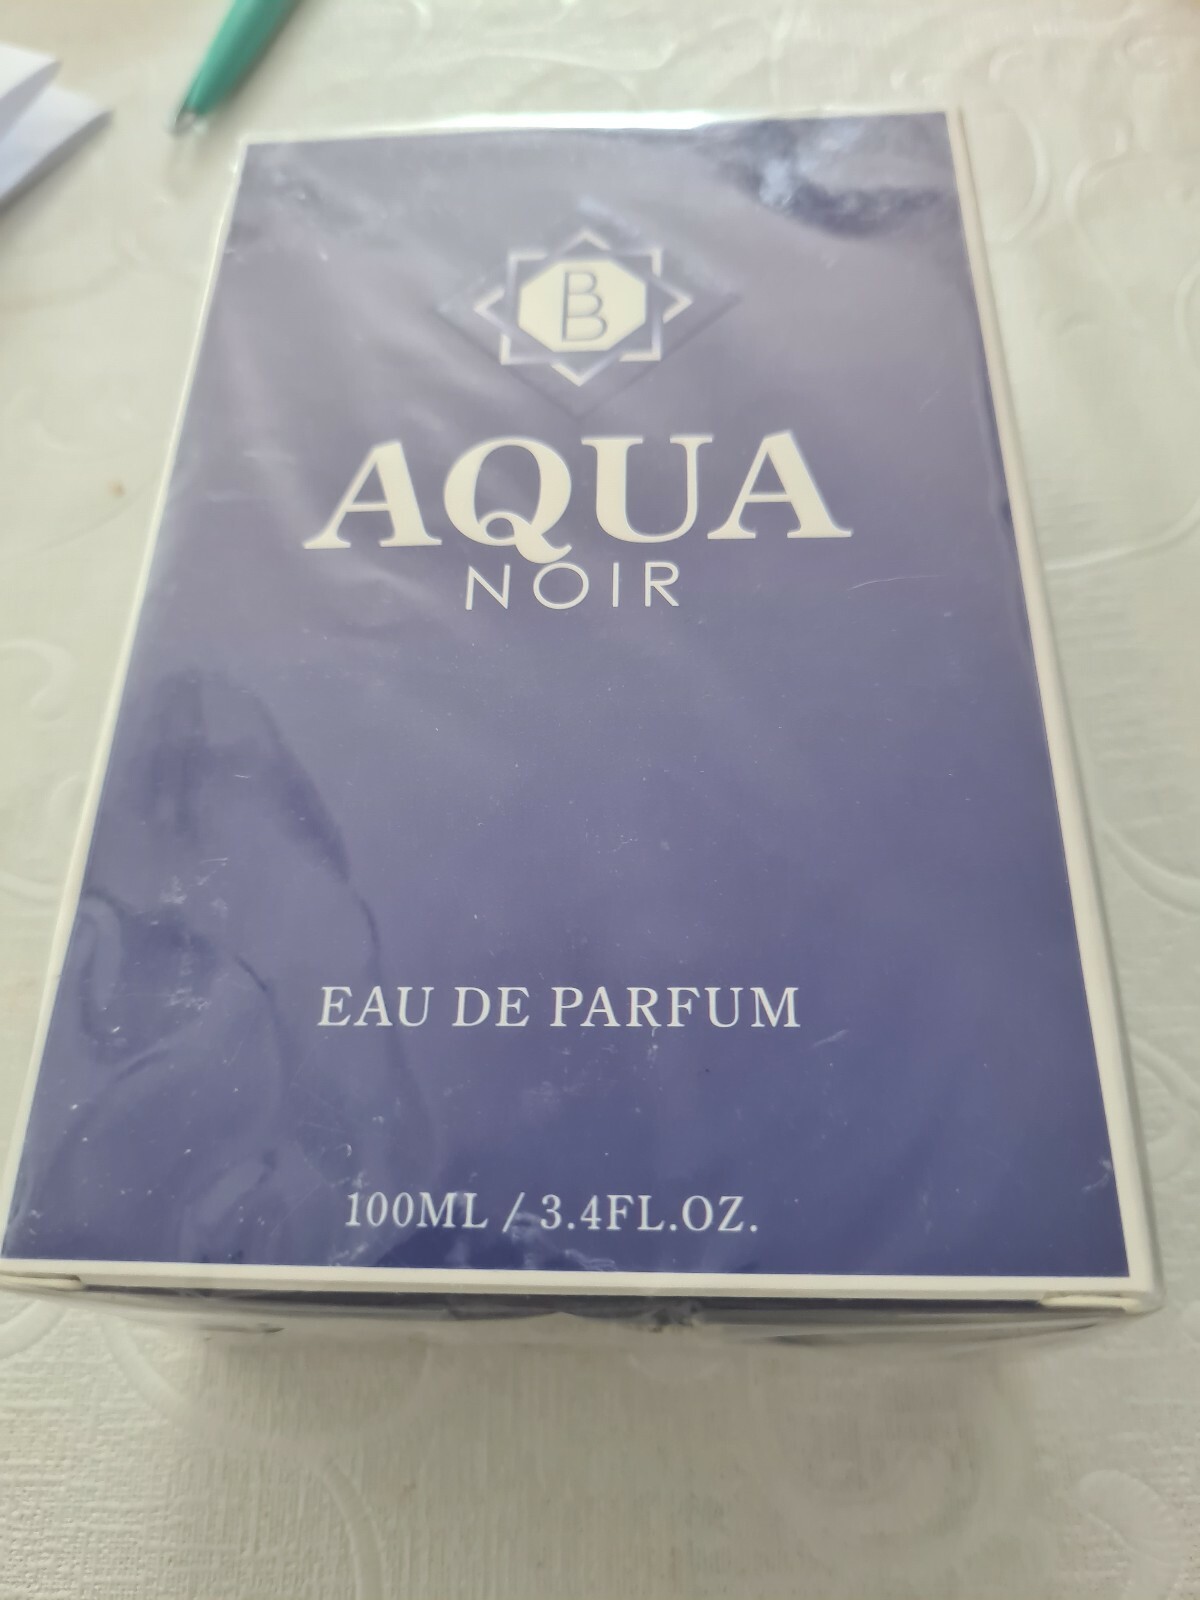 B
AQUA
NOIR
EAU DE PARFUM
100ML / 3.4FL.OZ.